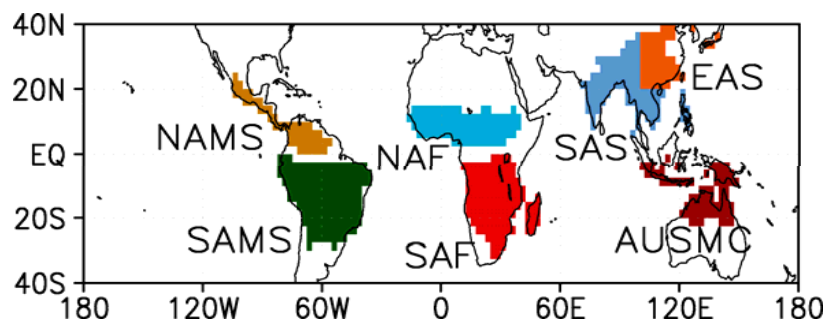 40N
EAS
20N
NAMS
NAF
SAS
EQ
20S
SAMS
SAF
AUSMC
40S
180 120W 60W 0 60E 120E 180